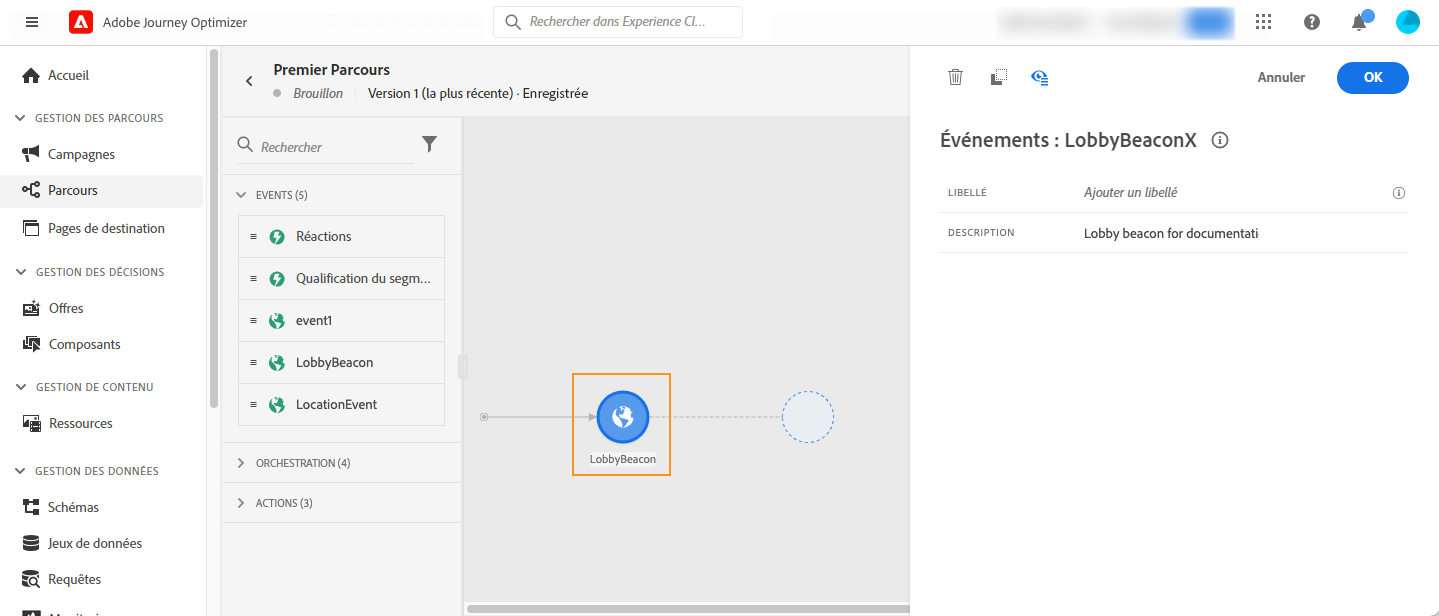 Adobe Journey Optimizer
Rechercher dans Experience Cl...
Accueil
GESTION DES PARCOURS
Campagnes
Parcours
Pages de destination
GESTION DES DÉCISIONS
Offres
Composants
GESTION DE CONTENU
Ressources
GESTION DES DONNÉES
Schémas
Jeux de données
Requêtes
Premier Parcours
Brouillon Version 1 (la plus récente) · Enregistrée
Rechercher
EVENTS (5)
Réactions
Qualification du segm...
event1
LobbyBeacon
LocationEvent
ORCHESTRATION (4)
ACTIONS (3)
LobbyBeacon
Annuler OK
Événements : LobbyBeaconX
LIBELLÉ Ajouter un libellé
DESCRIPTION Lobby beacon for documentati